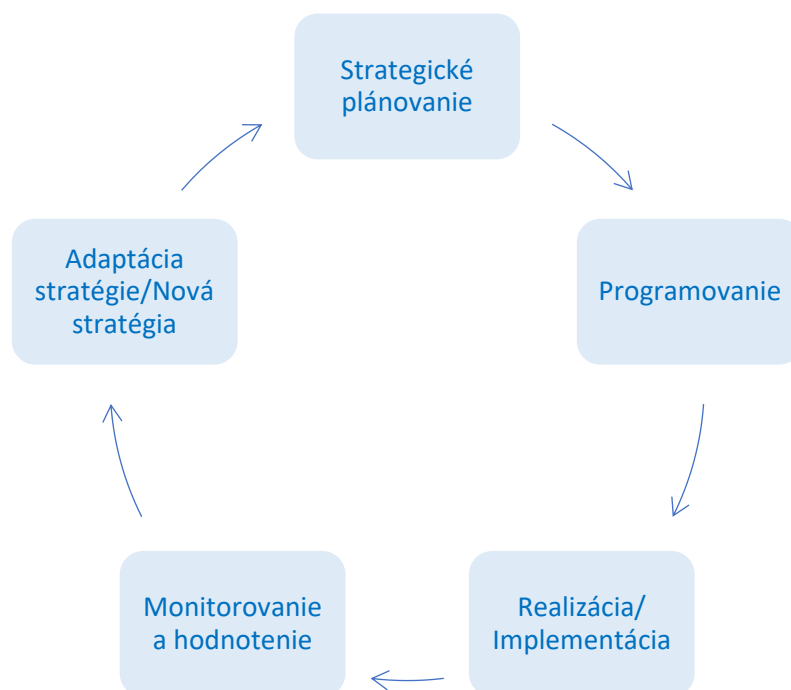 Strategické
plánovanie
Programovanie
Realizácia/
Implementácia
Monitorovanie
a hodnotenie
Adaptácia
stratégie/Nová
stratégia